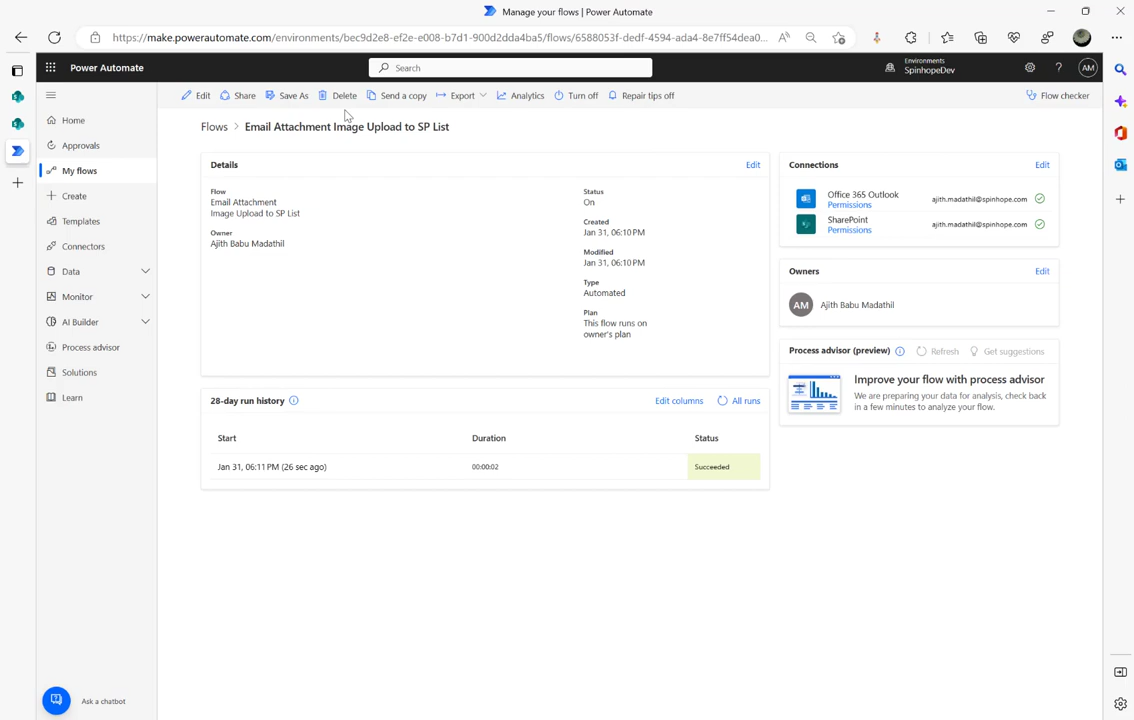 Manage your flows | Power Automate
https://make.powerautomate.com/environments/bec9d2e8-ef2e-e008-b7d1-900d2dda4ba5/flows/6588053f-dedf-4594-ada4-8e7ff54dea0...
Power Automate
Search
Environments
SpinhopeDev
AM
Edit Share Save As Delete Send a copy Export Analytics Turn off Repair tips off Flow checker
Home
Approvals
My flows
Create
Templates
Connectors
Data
Monitor
AI Builder
Process advisor
Solutions
Learn
Ask a chatbot
Flows > Email Attachment Image Upload to SP List
Details Edit
Flow
Email Attachment
Image Upload to SP List
Owner
Ajith Babu Madathil
Status
On
Created
Jan 31, 06:10 PM
Modified
Jan 31, 06:10 PM
Type
Automated
Plan
This flow runs on
owner's plan
28-day run history Edit columns All runs
Start Duration Status
Jan 31, 06:11 PM (26 sec ago) 00:00:02 Succeeded
Connections Edit
Office 365 Outlook
Permissions
ajith.madathil@spinhope.com
SharePoint
Permissions
ajith.madathil@spinhope.com
Owners Edit
AM Ajith Babu Madathil
Process advisor (preview) Refresh Get suggestions
Improve your flow with process advisor
We are preparing your data for analysis, check back
in a few minutes to analyze your flow.